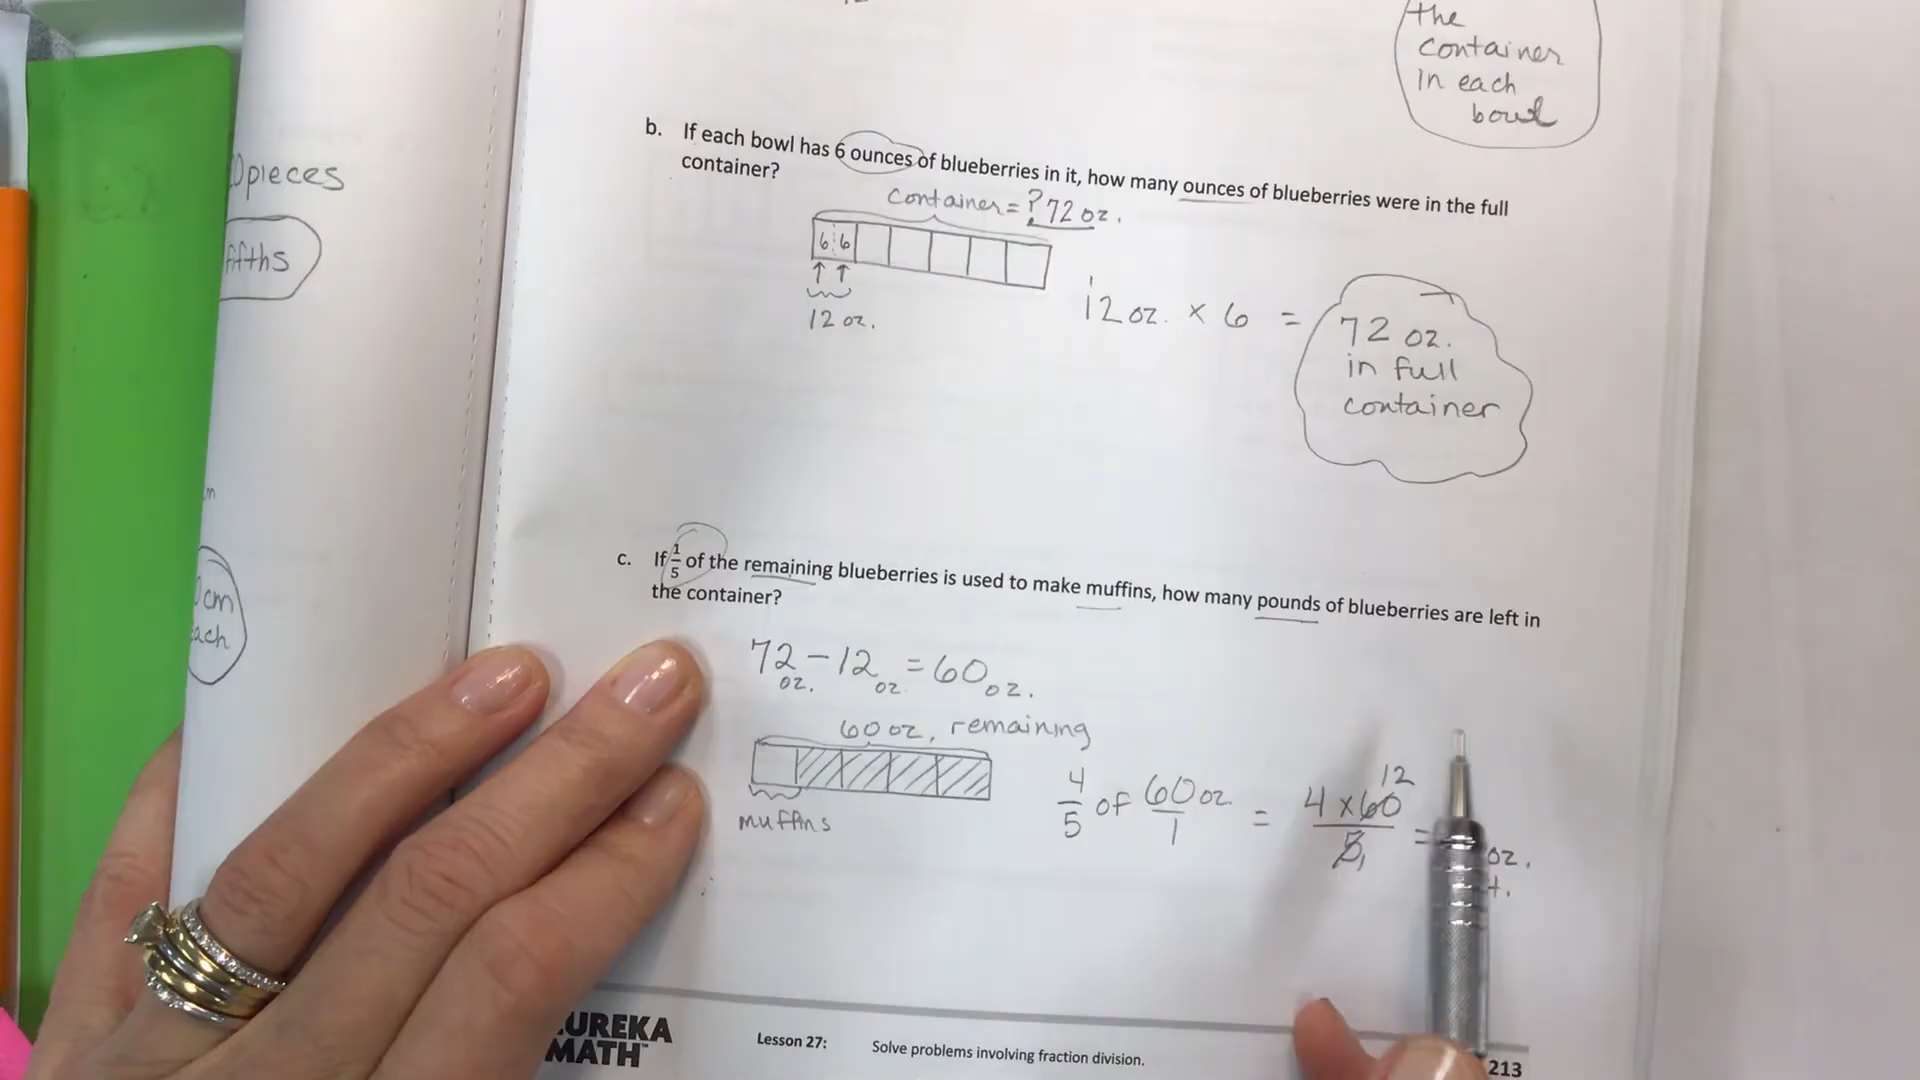 the
container
in each
bowl
pieces
b. If each bowl has 6 ounces of blueberries in it, how many ounces of blueberries were in the full
container?
container = ? 72 oz.
6 6
12 oz.
12 oz. × 6 =
72 oz.
in full
container
cm
c. If 1/5 of the remaining blueberries is used to make muffins, how many pounds of blueberries are left in
the container?
72 oz. - 12 oz. = 60 oz.
60 oz. remaining
muffins
4/5 of 60 oz./1 = 4 × 60/5 =
12
1
oz.
UREKA
MATH™
Lesson 27: Solve problems involving fraction division.
213